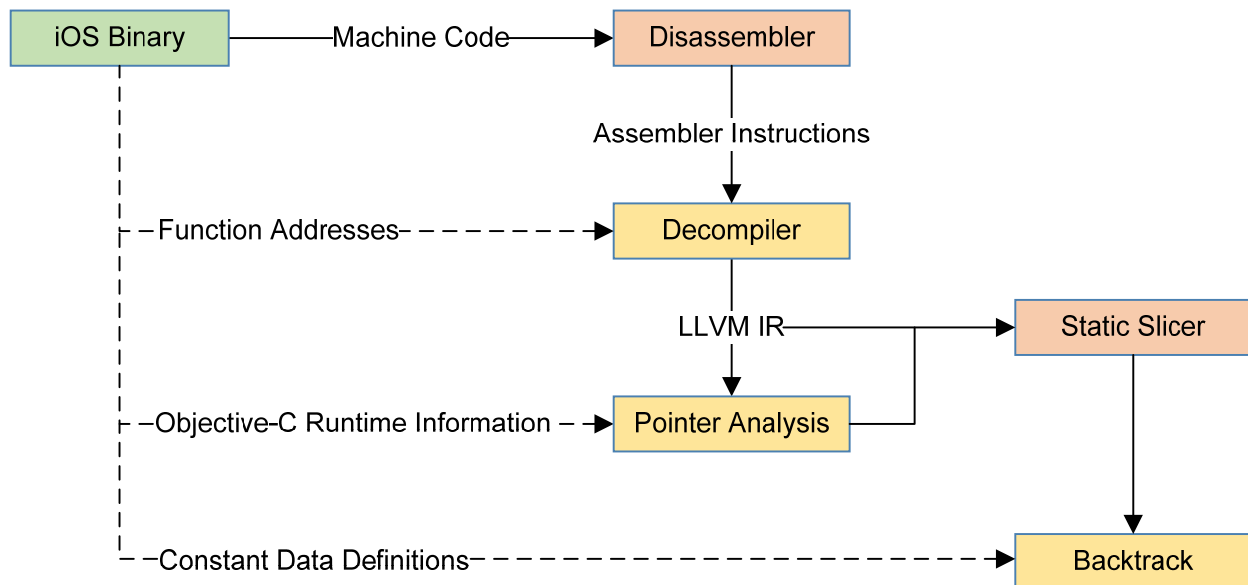 iOS Binary
Machine Code
Disassembler
Assembler Instructions
Function Addresses
Decompiler
LLVM IR
Static Slicer
Objective-C Runtime Information
Pointer Analysis
Constant Data Definitions
Backtrack